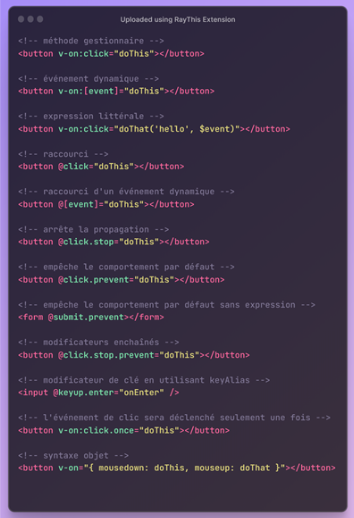 Uploaded using RayThis Extension
<!-- méthode gestionnaire -->
<button v-on:click="doThis"></button>
<!-- événement dynamique -->
<button v-on:[event]="doThis"></button>
<!-- expression littérale -->
<button v-on:click="doThat('hello', $event)"></button>
<!-- raccourci -->
<button @click="doThis"></button>
<!-- raccourci d'un événement dynamique -->
<button @[event]="doThis"></button>
<!-- arrête la propagation -->
<button @click.stop="doThis"></button>
<!-- empêche le comportement par défaut -->
<button @click.prevent="doThis"></button>
<!-- empêche le comportement par défaut sans expression -->
<form @submit.prevent></form>
<!-- modificateurs enchaînés -->
<button @click.stop.prevent="doThis"></button>
<!-- modificateur de clé en utilisant keyAlias -->
<input @keyup.enter="onEnter" />
<!-- l'événement de clic sera déclenché seulement une fois -->
<button v-on:click.once="doThis"></button>
<!-- syntaxe objet -->
<button v-on="{ mousedown: doThis, mouseup: doThat }"></button>